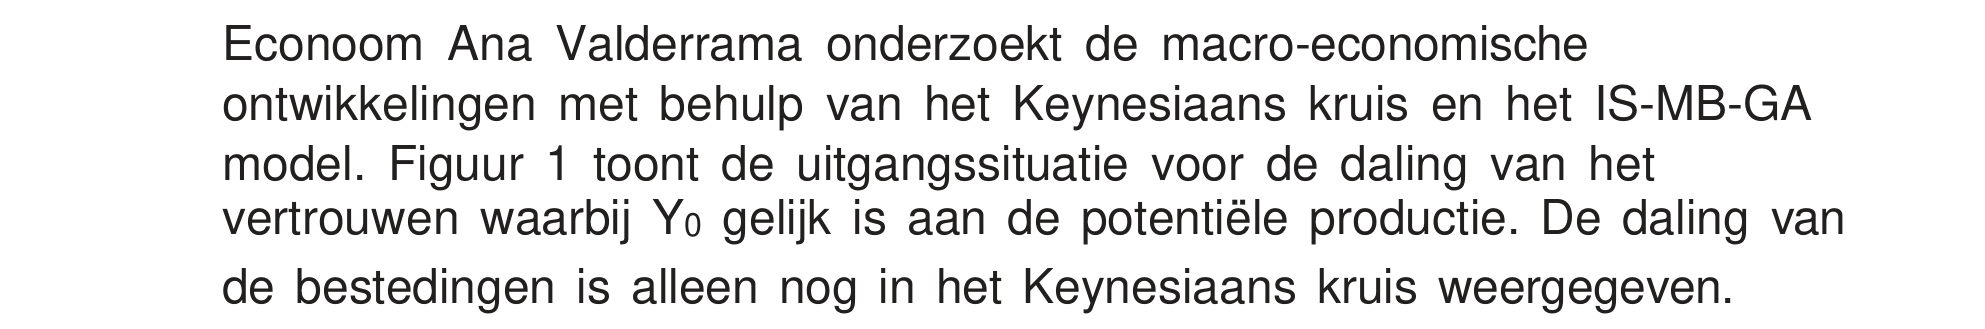 Econoom Ana Valderrama onderzoekt de macro-economische
ontwikkelingen met behulp van het Keynesiaans kruis en het IS-MB-GA
model. Figuur 1 toont de uitgangssituatie voor de daling van het
vertrouwen waarbij Y₀ gelijk is aan de potentiële productie. De daling van
de bestedingen is alleen nog in het Keynesiaans kruis weergegeven.